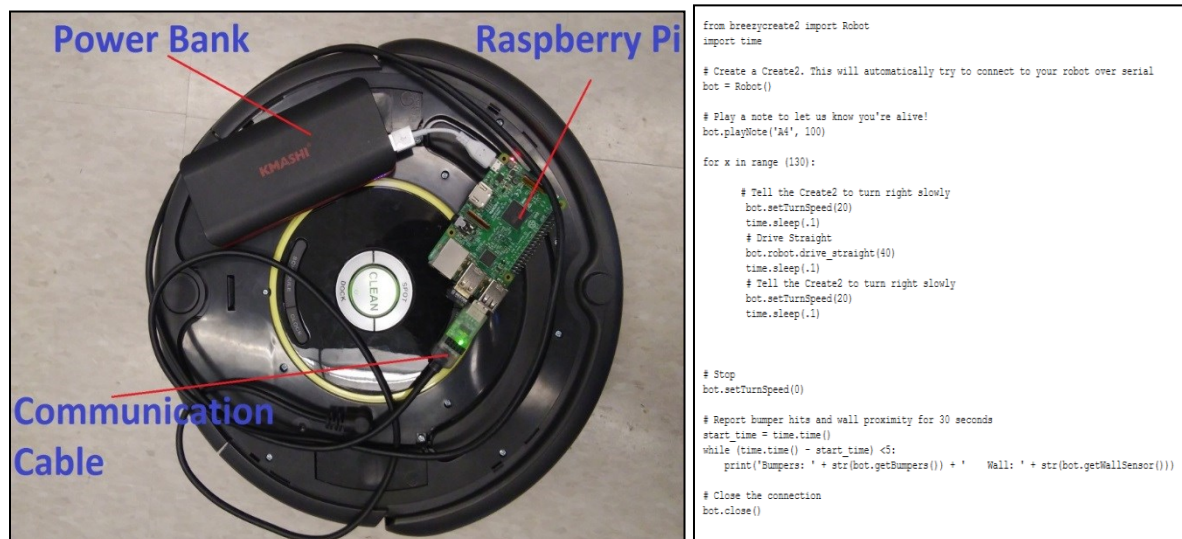 Power Bank
Raspberry Pi
KMASHI
SPOT
CLEAN
DOCK
Communication
Cable
from breezycreate2 import Robot
import time
# Create a Create2. This will automatically try to connect to your robot over serial
bot = Robot()
# Play a note to let us know you're alive!
bot.playNote('A4', 100)
for x in range (130):
# Tell the Create2 to turn right slowly
bot.setTurnSpeed(20)
time.sleep(.1)
# Drive Straight
bot.robot.drive_straight(40)
time.sleep(.1)
# Tell the Create2 to turn right slowly
bot.setTurnSpeed(20)
time.sleep(.1)
# Stop
bot.setTurnSpeed(0)
# Report bumper hits and wall proximity for 30 seconds
start_time = time.time()
while (time.time() - start_time) <5:
print('Bumpers: ' + str(bot.getBumpers()) + '    Wall: ' + str(bot.getWallSensor()))
# Close the connection
bot.close()